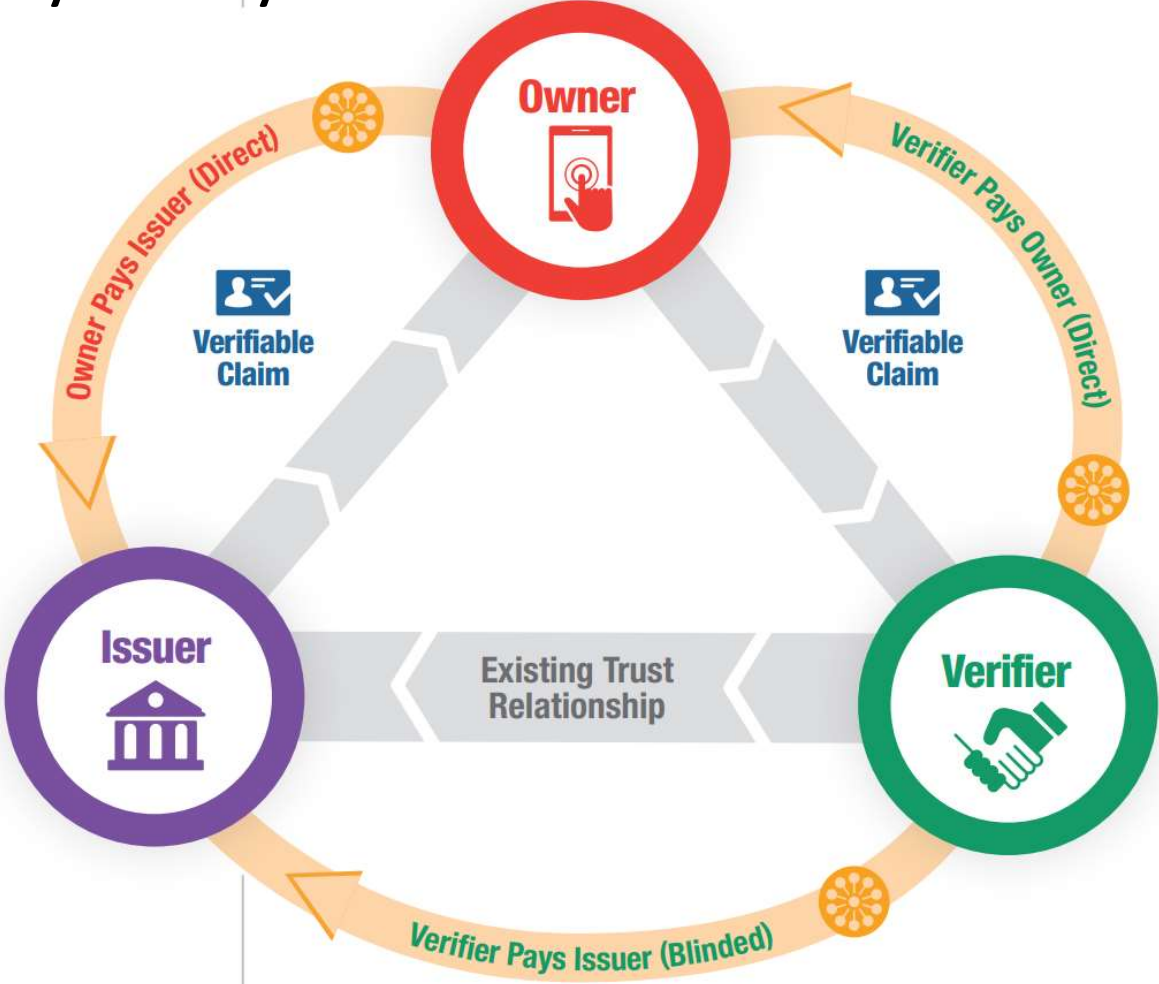 Owner
Owner Pays Issuer (Direct)
Verifier Pays Owner (Direct)
Verifiable
Claim
Verifiable
Claim
Issuer
Existing Trust
Relationship
Verifier
Verifier Pays Issuer (Blinded)